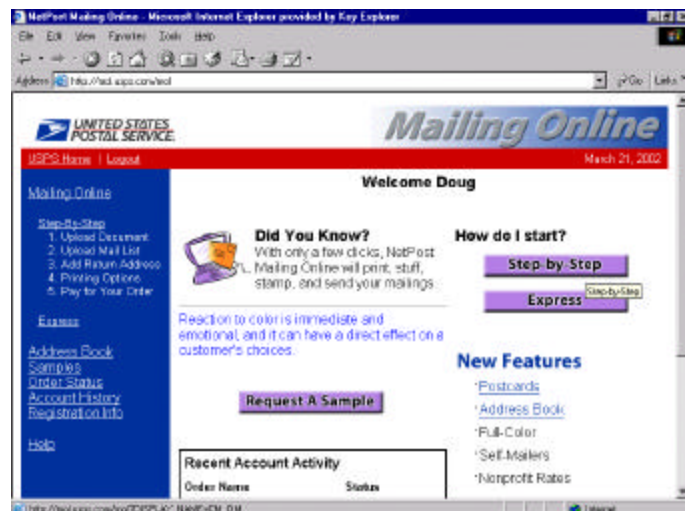 NetPost Mailing Online - Microsoft Internet Explorer provided by Key Explorer
File Edit View Favorites Tools Help
Address
Go Links
UNITED STATES
POSTAL SERVICE
Mailing Online
USPS Home | Logout
March 21, 2002
Mailing Online
Step-By-Step
1. Upload Document
2. Upload Mail List
3. Add Return Address
4. Printing Options
5. Pay for Your Order
Express
Address Book
Samples
Order Status
Account History
Registration Info
Help
Welcome Doug
Did You Know?
With only a few clicks, NetPost
Mailing Online will print, stuff,
stamp, and send your mailings
Reaction to color is immediate and
emotional, and it can have a direct effect on a
customer's choices.
Request A Sample
Recent Account Activity
Order Name Status
How do I start?
Step-by-Step
Express
Step-by-Step
New Features
Postcards
Address Book
Full-Color
Self-Mailers
Nonprofit Rates
Internet